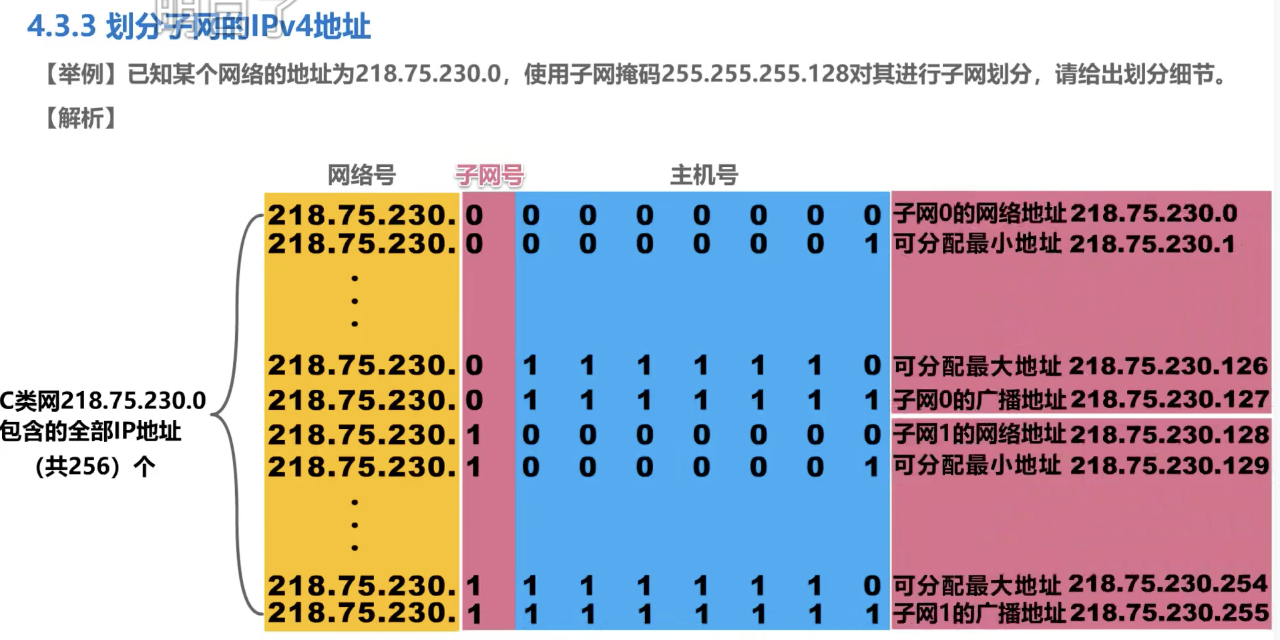 4.3.3 划分子网的IPv4地址
【举例】已知某个网络的地址为218.75.230.0，使用子网掩码255.255.255.128对其进行子网划分，请给出划分细节。
【解析】
网络号 子网号 主机号
218.75.230. 0 0 0 0 0 0 0 0 子网0的网络地址 218.75.230.0
218.75.230. 0 0 0 0 0 0 0 1 可分配最小地址 218.75.230.1
218.75.230. 0 1 1 1 1 1 1 0 可分配最大地址 218.75.230.126
218.75.230. 0 1 1 1 1 1 1 1 子网0的广播地址 218.75.230.127
218.75.230. 1 0 0 0 0 0 0 0 子网1的网络地址 218.75.230.128
218.75.230. 1 0 0 0 0 0 0 1 可分配最小地址 218.75.230.129
218.75.230. 1 1 1 1 1 1 1 0 可分配最大地址 218.75.230.254
218.75.230. 1 1 1 1 1 1 1 1 子网1的广播地址 218.75.230.255
C类网218.75.230.0
包含的全部IP地址
（共256）个